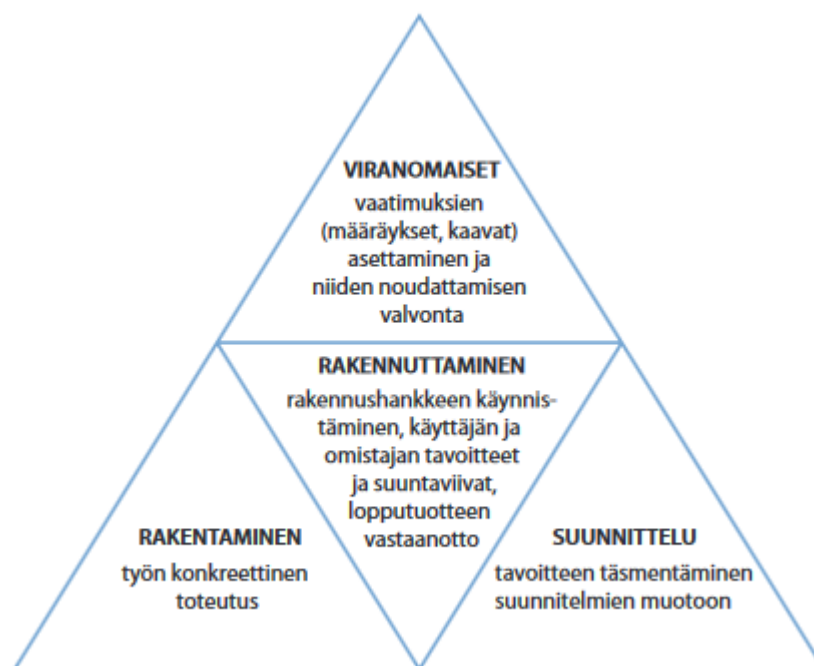 VIRANOMAISET
vaatimuksien
(määräykset, kaavat)
asettaminen ja
niiden noudattamisen
valvonta
RAKENNUTTAMINEN
rakennushankkeen käynnis-
täminen, käyttäjän ja
omistajan tavoitteet
ja suuntaviivat,
lopputuotteen
vastaanotto
RAKENTAMINEN
työn konkreettinen
toteutus
SUUNNITTELU
tavoitteen täsmentäminen
suunnitelmien muotoon